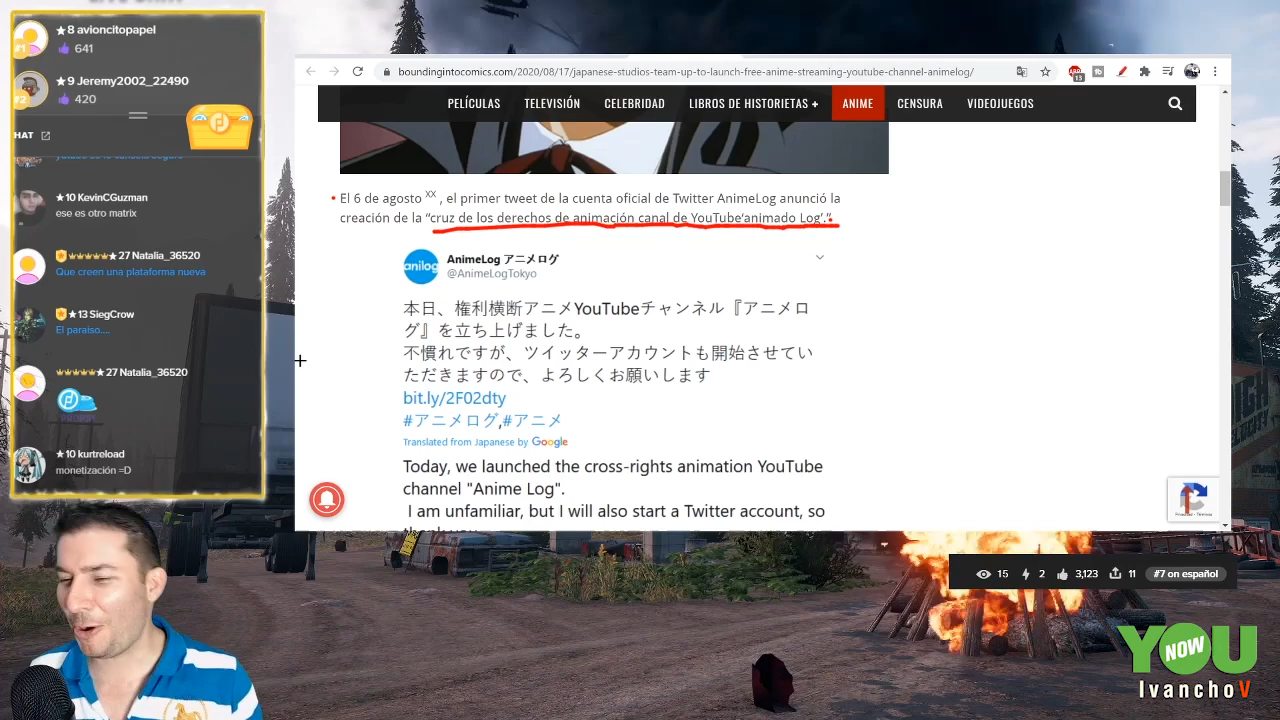 ★8 avioncitopapel
#1
641
★9 Jeremy2002_22490
#2
420
HAT
★10 KevinCGuzman
ese es otro matrix
★27 Natalia_36520
Que creen una plataforma nueva
★13 SiegCrow
El paraiso....
★27 Natalia_36520
★10 kurtreload
monetización =D
boundingintocomics.com/2020/08/17/japanese-studios-team-up-to-launch-free-anime-streaming-youtube-channel-animelog/
13
PELÍCULAS TELEVISIÓN CELEBRIDAD LIBROS DE HISTORIETAS + ANIME CENSURA VIDEOJUEGOS
El 6 de agosto XX , el primer tweet de la cuenta oficial de Twitter AnimeLog anunció la
creación de la “cruz de los derechos de animación canal de YouTube‘animado Log’.”.
anilog
AnimeLog アニメログ
@AnimeLogTokyo
本日、権利横断アニメYouTubeチャンネル『アニメロ
グ』を立ち上げました。
不慣れですが、ツイッターアカウントも開始させてい
ただきますので、よろしくお願いします
bit.ly/2F02dty
#アニメログ,#アニメ
Translated from Japanese by Google
Today, we launched the cross-rights animation YouTube
channel "Anime Log".
I am unfamiliar, but I will also start a Twitter account, so
thank you
15 2 3,123 11 #7 on español
YOU
NOW
IvanchoV